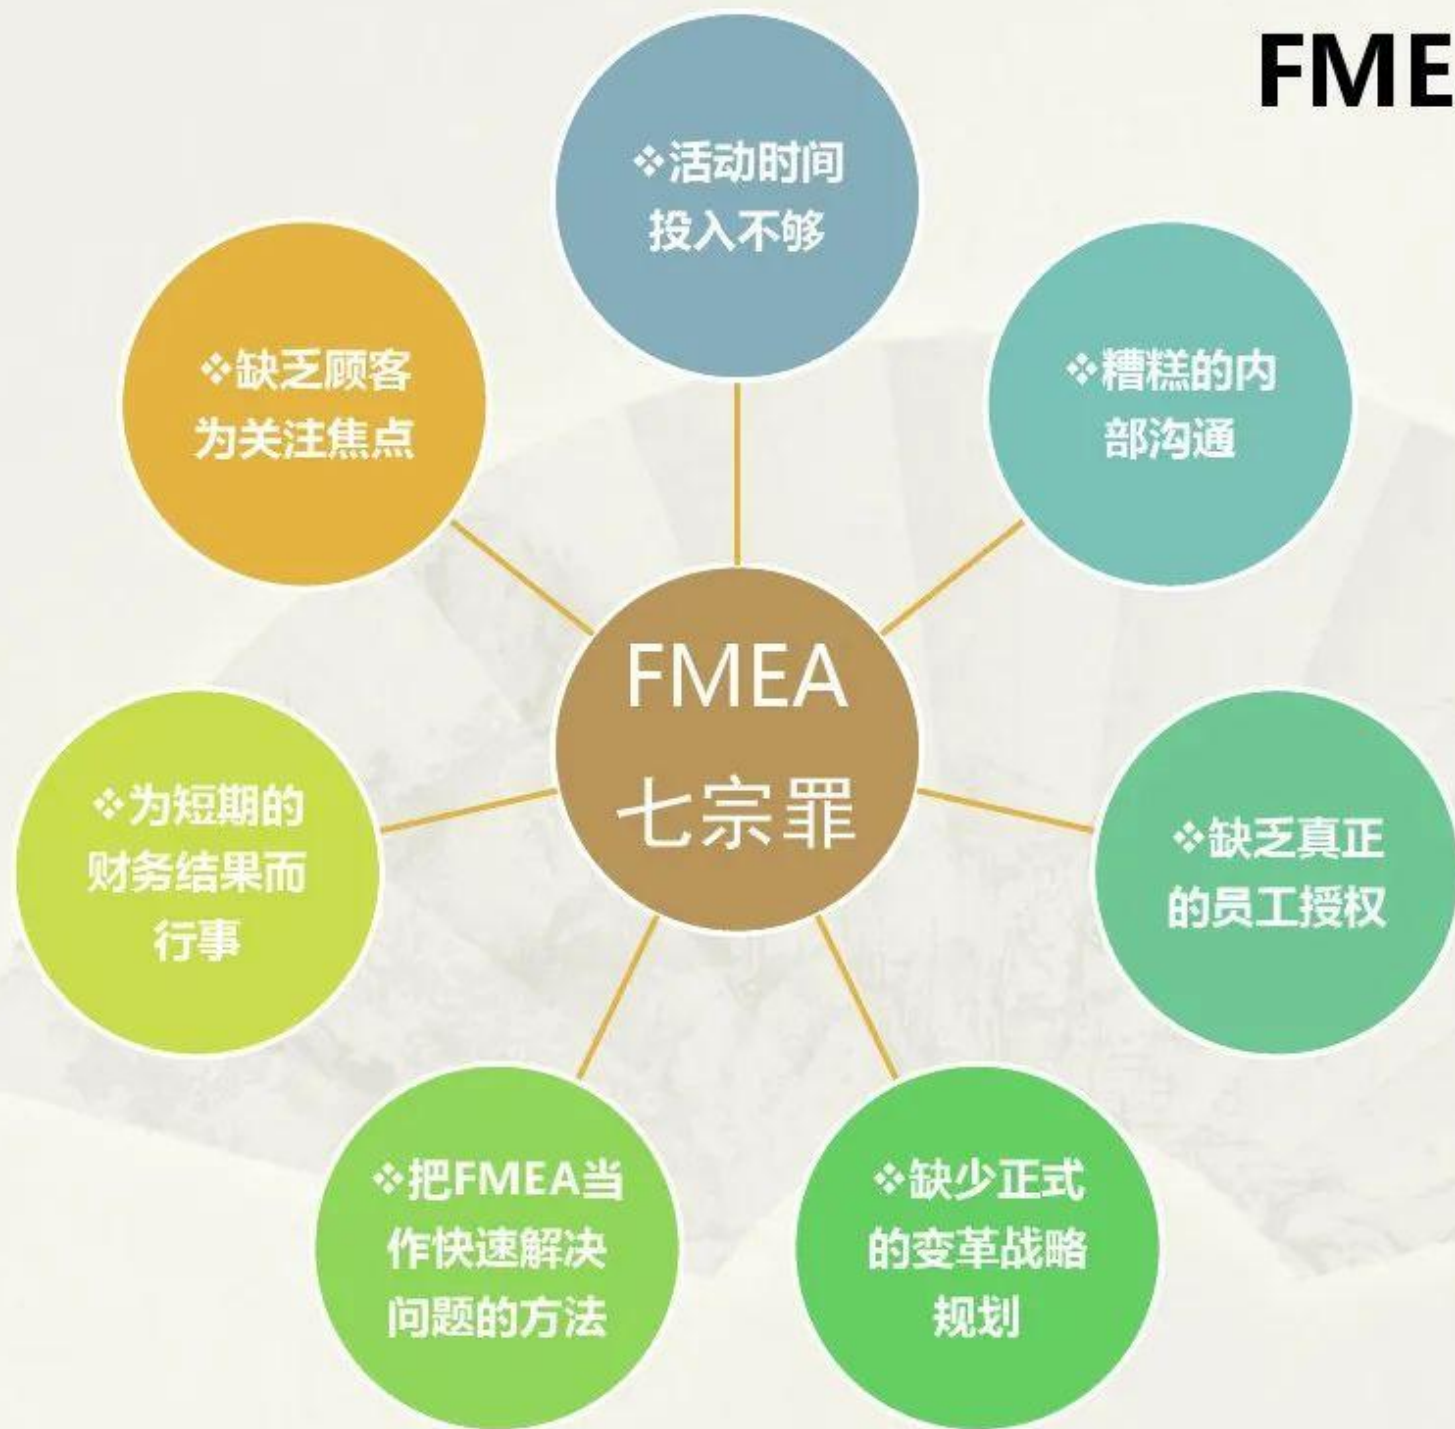 FME
❖活动时间
投入不够
❖糟糕的内
部沟通
❖缺乏真正
的员工授权
❖缺少正式
的变革战略
规划
❖把FMEA当
作快速解决
问题的方法
❖为短期的
财务结果而
行事
❖缺乏顾客
为关注焦点
FMEA
七宗罪